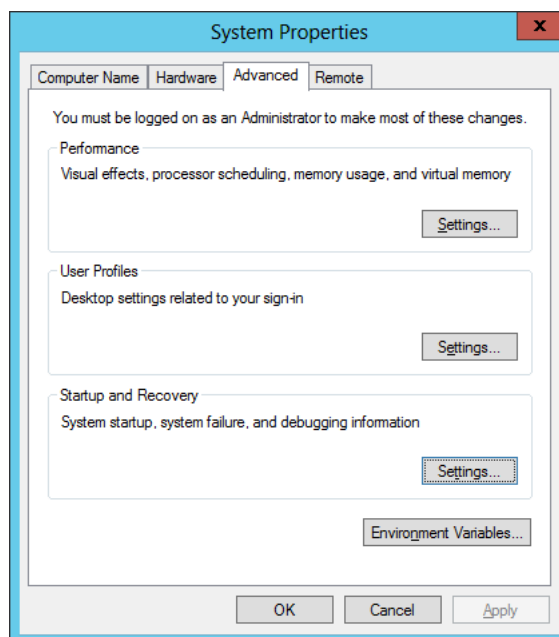 System Properties
x
Computer Name Hardware Advanced Remote
You must be logged on as an Administrator to make most of these changes.
Performance
Visual effects, processor scheduling, memory usage, and virtual memory
Settings...
User Profiles
Desktop settings related to your sign-in
Settings...
Startup and Recovery
System startup, system failure, and debugging information
Settings...
Environment Variables...
OK Cancel Apply